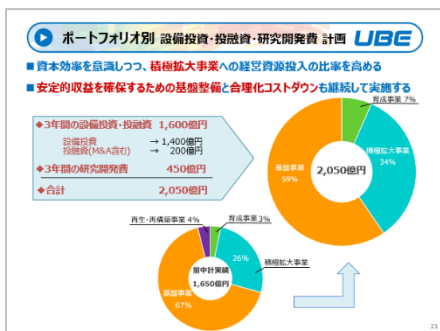 ポートフォリオ別 設備投資・投融資・研究開発費 計画
UBE
■資本効率を意識しつつ、積極拡大事業への経営資源投入の比率を高める
■安定的収益を確保するための基盤整備と合理化コストダウンも継続して実施する
◆3年間の設備投資・投融資 1,600億円
設備投資 → 1,400億円
投融資(M&A含む) → 200億円
◆3年間の研究開発費 450億円
◆合計 2,050億円
育成事業 7%
積極拡大事業
34%
基盤事業
59%
2,050億円
再生・再構築事業 4%
育成事業 3%
26%
積極拡大事業
前中計実績
1,650億円
基盤事業
67%
21